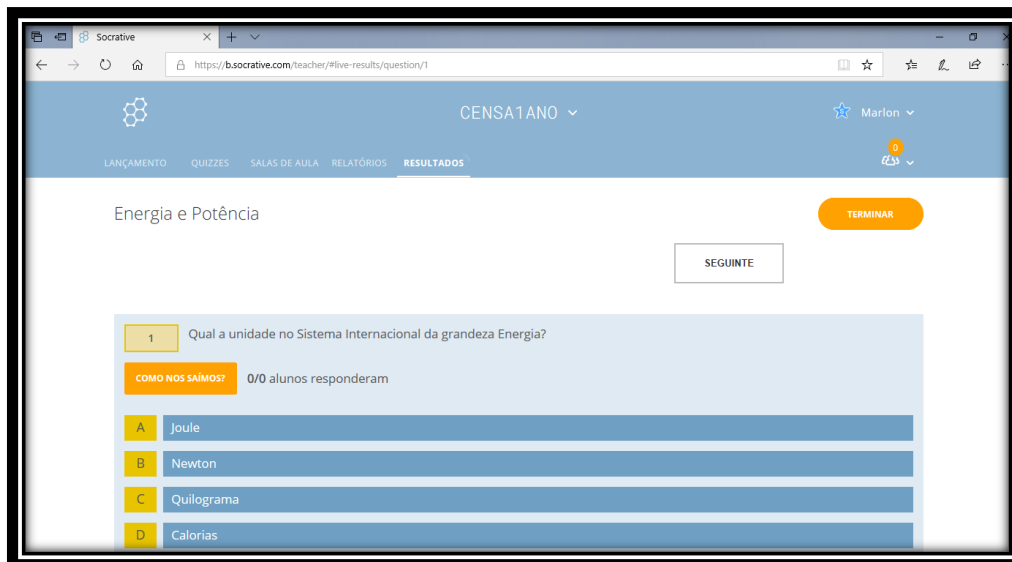 Socrative
https://b.socrative.com/teacher/#live-results/question/1
CENSA1ANO
Marlon
LANÇAMENTO QUIZZES SALAS DE AULA RELATÓRIOS RESULTADOS
0
Energia e Potência
TERMINAR
SEGUINTE
1 Qual a unidade no Sistema Internacional da grandeza Energia?
COMO NOS SAÍMOS? 0/0 alunos responderam
A Joule
B Newton
C Quilograma
D Calorias